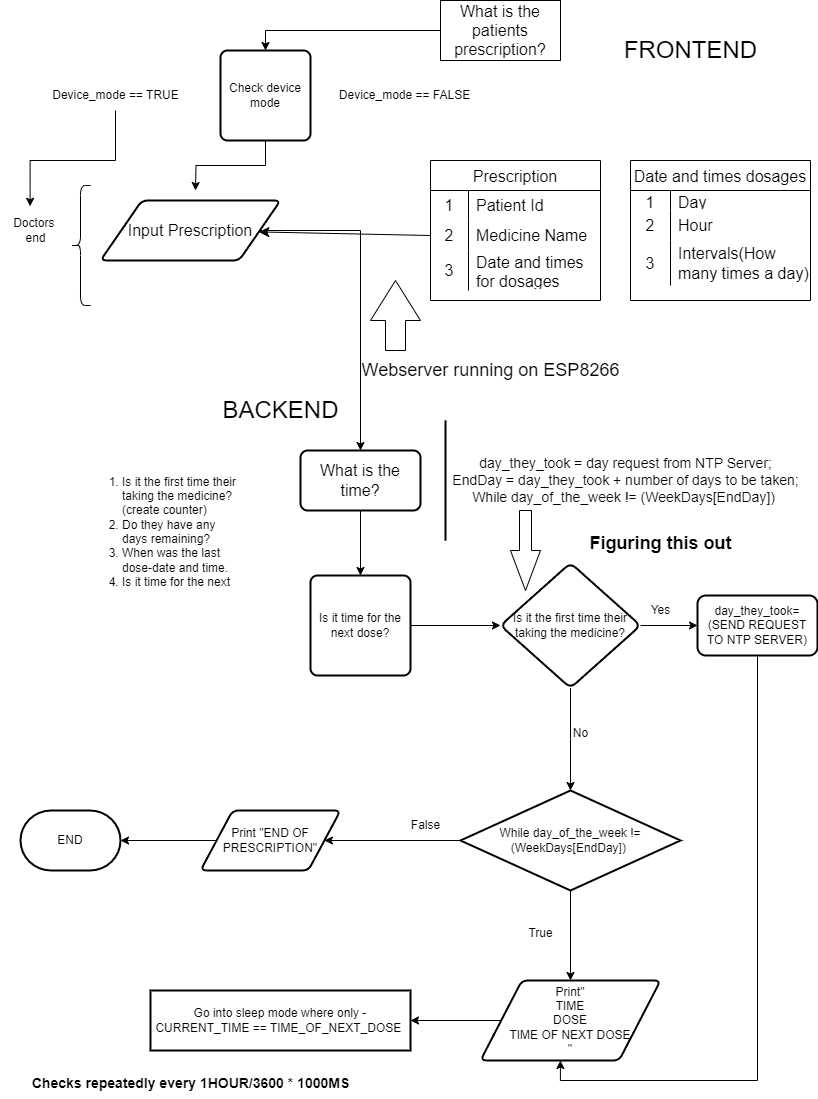 What is the
patients
prescription?
FRONTEND
Check device
mode
Device_mode == TRUE
Device_mode == FALSE
Doctors
end
Input Prescription
Prescription
1 Patient Id
2 Medicine Name
3 Date and times
for dosages
Date and times dosages
1 Day
2 Hour
3 Intervals(How
many times a day)
Webserver running on ESP8266
BACKEND
What is the
time?
1. Is it the first time their
taking the medicine?
(create counter)
2. Do they have any
days remaining?
3. When was the last
dose-date and time.
4. Is it time for the next
day_they_took = day request from NTP Server;
EndDay = day_they_took + number of days to be taken;
While day_of_the_week != (WeekDays[EndDay])
Figuring this out
Is it time for the
next dose?
Is it the first time their
taking the medicine?
Yes
day_they_took=
(SEND REQUEST
TO NTP SERVER)
No
While day_of_the_week !=
(WeekDays[EndDay])
False
Print "END OF
PRESCRIPTION"
END
True
Print"
TIME
DOSE
TIME OF NEXT DOSE
"
Go into sleep mode where only -
CURRENT_TIME == TIME_OF_NEXT_DOSE
Checks repeatedly every 1HOUR/3600 * 1000MS